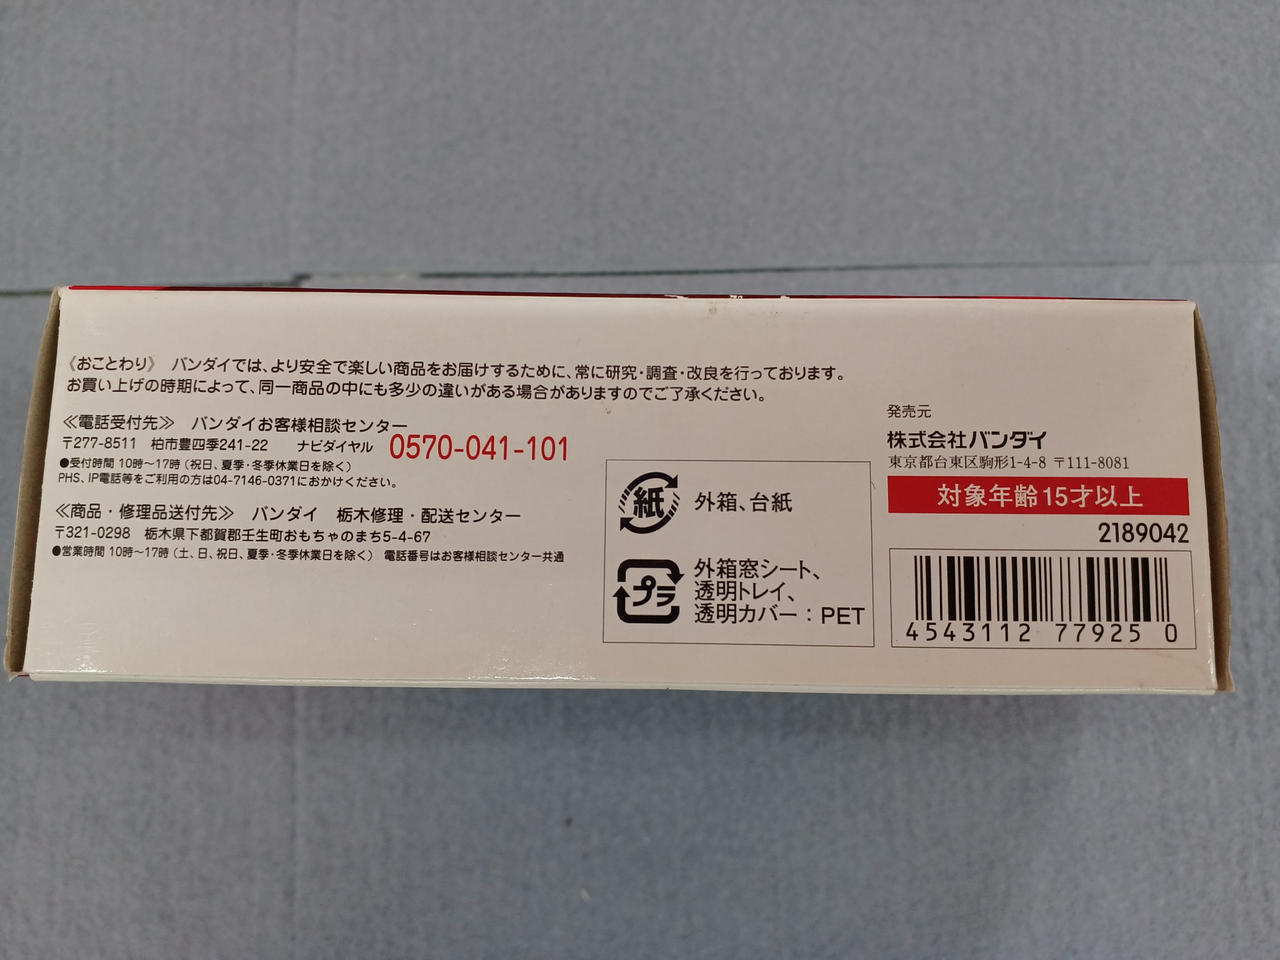 《おことわり》 バンダイでは、より安全で楽しい商品をお届けするために、常に研究・調査・改良を行っております。
お買い上げの時期によって、同一商品の中にも多少の違いがある場合がありますのでご了承ください。
≪電話受付先≫ バンダイお客様相談センター
〒277-8511 柏市豊四季241-22 ナビダイヤル 0570-041-101
●受付時間 10時～17時(祝日、夏季・冬季休業日を除く)
PHS、IP電話等をご利用の方は04-7146-0371におかけください。
≪商品・修理品送付先≫ バンダイ 栃木修理・配送センター
〒321-0298 栃木県下都賀郡壬生町おもちゃのまち5-4-67
●営業時間 10時～17時(土、日、祝日、夏季・冬季休業日を除く) 電話番号はお客様相談センター共通
紙 外箱、台紙
プラ 外箱窓シート、
透明トレイ、
透明カバー：PET
発売元
株式会社バンダイ
東京都台東区駒形1-4-8 〒111-8081
対象年齢15才以上
2189042
4543112 77925 0